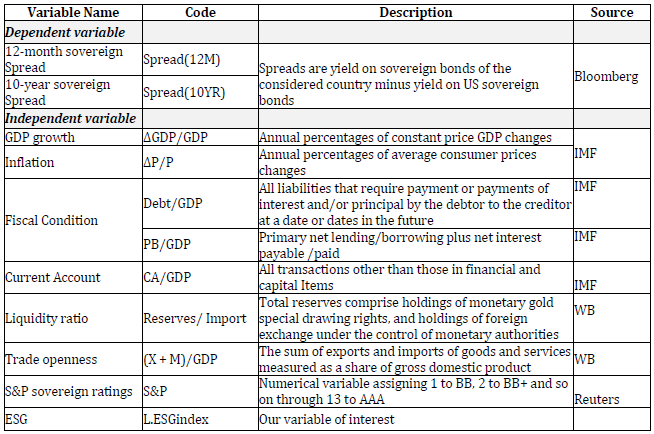 Variable Name Code Description Source
Dependent variable
12-month sovereign
Spread
Spread(12M)
10-year sovereign
Spread
Spread(10YR)
Spreads are yield on sovereign bonds of the
considered country minus yield on US sovereign
bonds
Bloomberg
Independent variable
GDP growth ΔGDP/GDP Annual percentages of constant price GDP changes
Inflation ΔP/P Annual percentages of average consumer prices
changes
IMF
Fiscal Condition
Debt/GDP
All liabilities that require payment or payments of
interest and/or principal by the debtor to the creditor
at a date or dates in the future
IMF
PB/GDP
Primary net lending/borrowing plus net interest
payable /paid
IMF
Current Account CA/GDP
All transactions other than those in financial and
capital Items
IMF
Liquidity ratio Reserves/ Import
Total reserves comprise holdings of monetary gold
special drawing rights, and holdings of foreign
exchange under the control of monetary authorities
WB
Trade openness (X + M)/GDP
The sum of exports and imports of goods and services
measured as a share of gross domestic product
WB
S&P sovereign ratings S&P
Numerical variable assigning 1 to BB, 2 to BB+ and so
on through 13 to AAA
Reuters
ESG L.ESGindex Our variable of interest